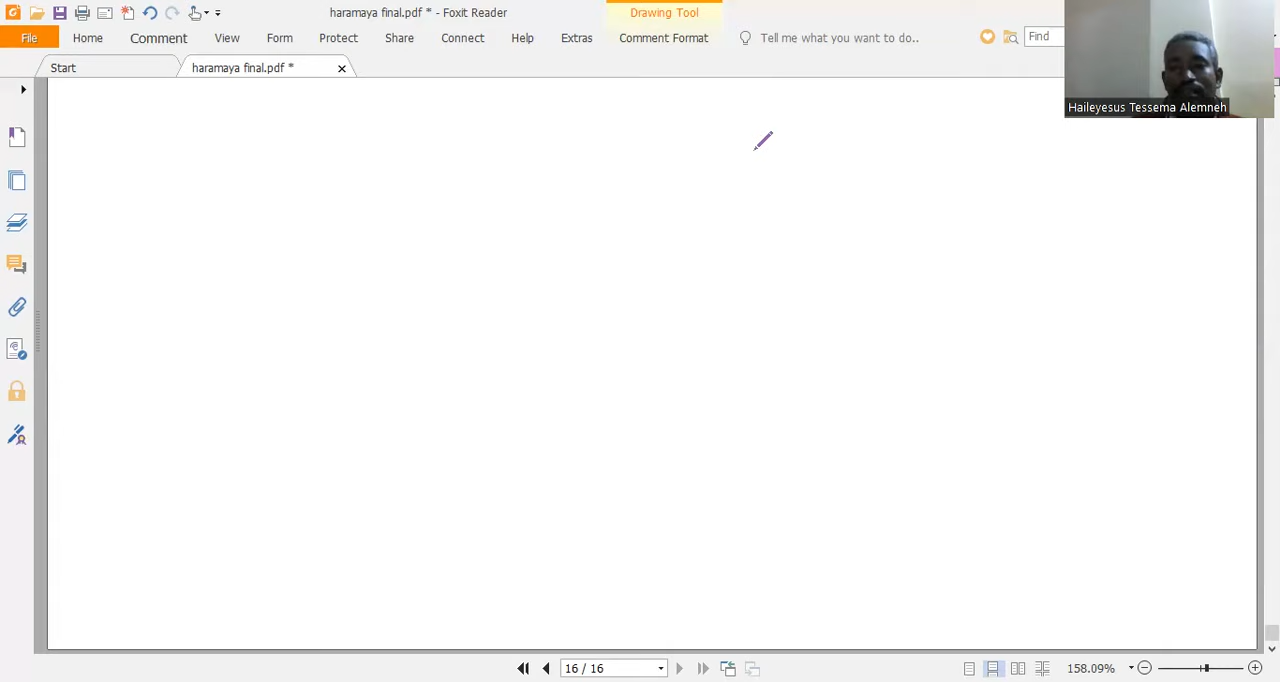 haramaya final.pdf * - Foxit Reader
Drawing Tool
File
Home
Comment
View
Form
Protect
Share
Connect
Help
Extras
Comment Format
Tell me what you want to do..
Find
Start
haramaya final.pdf *
Haileyesus Tessema Alemneh
16 / 16
158.09%